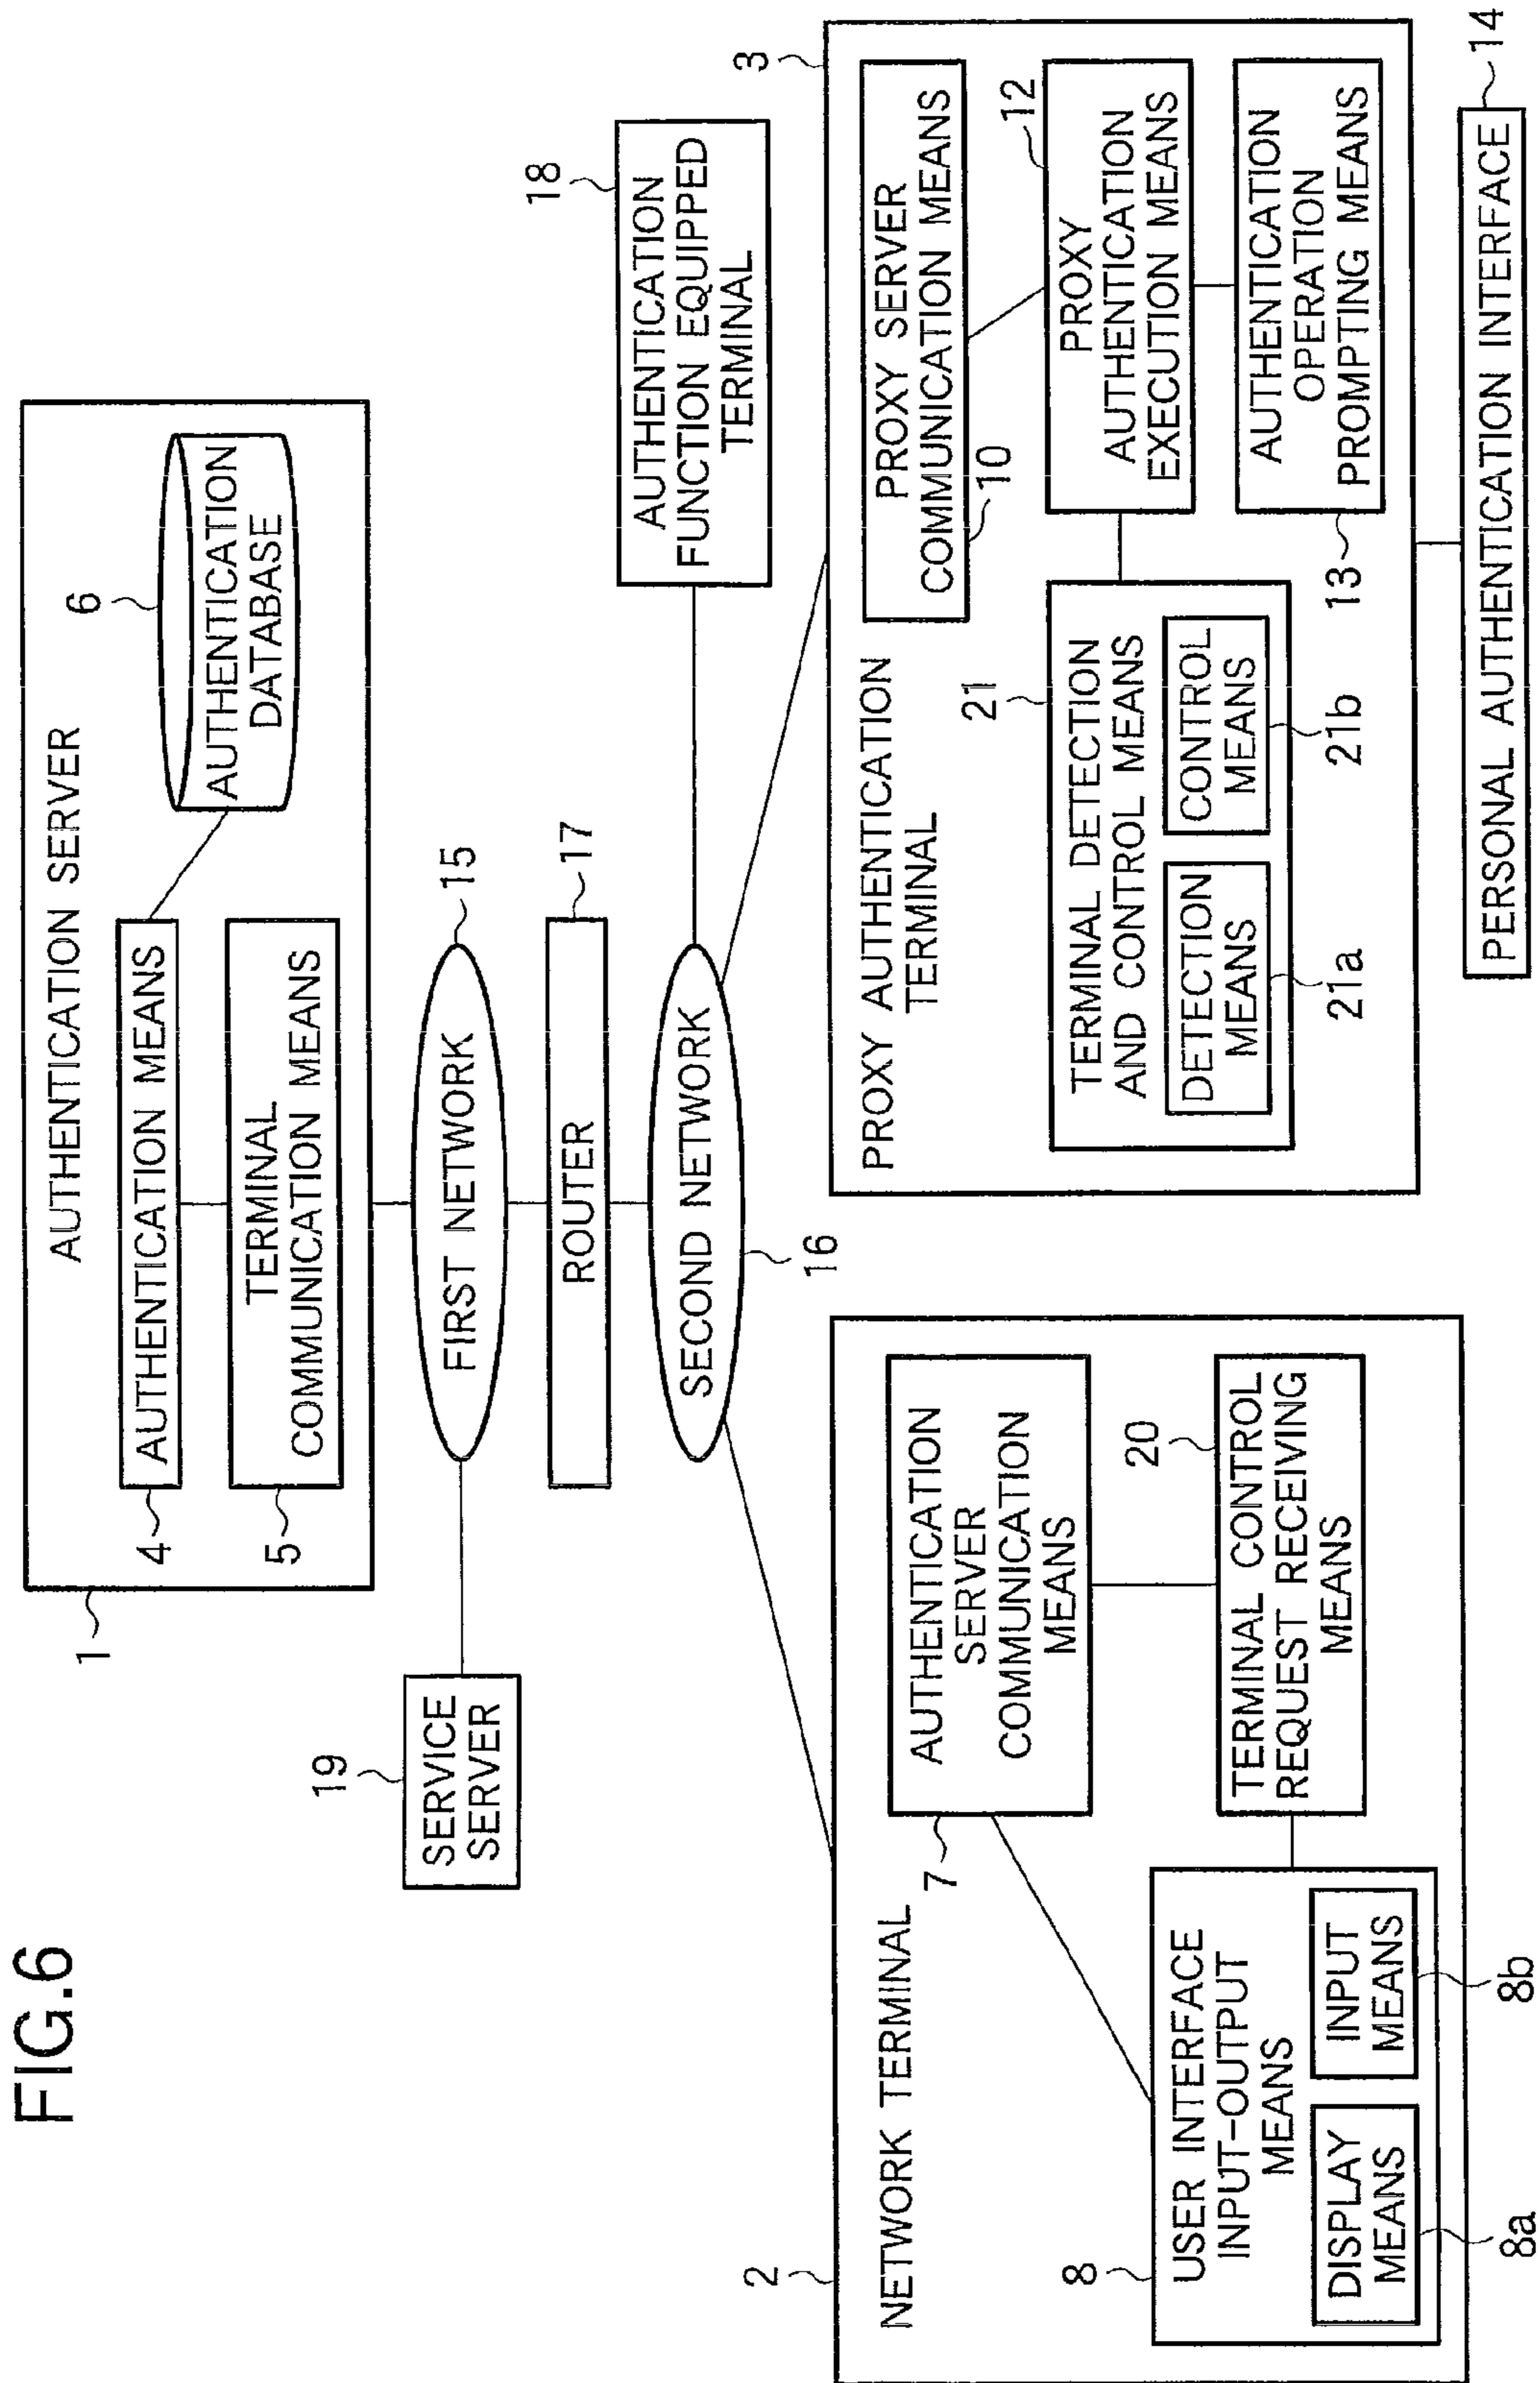 FIG.6
1
AUTHENTICATION SERVER
4
AUTHENTICATION MEANS
6
AUTHENTICATION
DATABASE
5
TERMINAL
COMMUNICATION MEANS
19
SERVICE
SERVER
FIRST NETWORK
15
ROUTER
17
SECOND NETWORK
16
18
AUTHENTICATION
FUNCTION EQUIPPED
TERMINAL
2
NETWORK TERMINAL
7
AUTHENTICATION
SERVER
COMMUNICATION
MEANS
8
USER INTERFACE
INPUT-OUTPUT
MEANS
DISPLAY
MEANS
8a
INPUT
MEANS
8b
20
TERMINAL CONTROL
REQUEST RECEIVING
MEANS
3
PROXY AUTHENTICATION
TERMINAL
PROXY SERVER
COMMUNICATION MEANS
10
21
TERMINAL DETECTION
AND CONTROL MEANS
DETECTION
MEANS
21a
CONTROL
MEANS
21b
12
PROXY
AUTHENTICATION
EXECUTION MEANS
AUTHENTICATION
OPERATION
PROMPTING MEANS
13
PERSONAL AUTHENTICATION INTERFACE
14